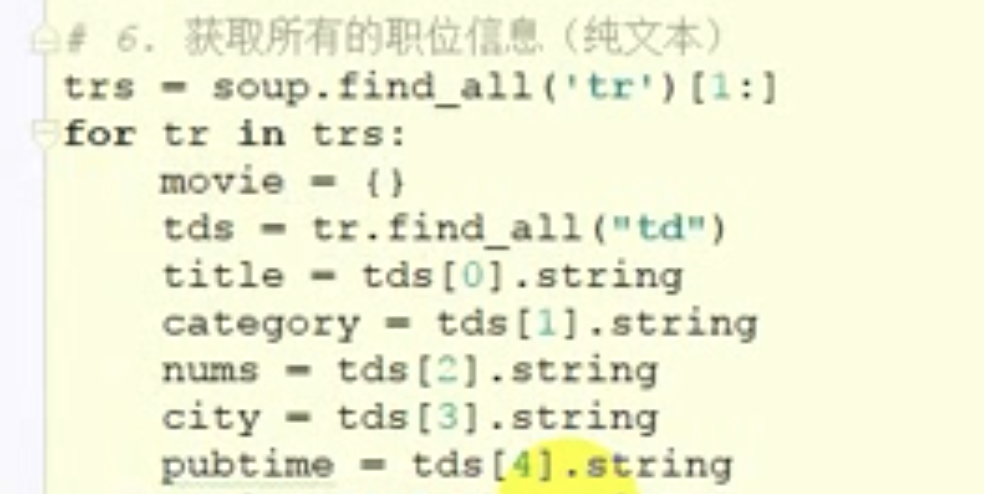 # 6. 获取所有的职位信息（纯文本）
trs = soup.find_all('tr')[1:]
for tr in trs:
    movie = {}
    tds = tr.find_all("td")
    title = tds[0].string
    category = tds[1].string
    nums = tds[2].string
    city = tds[3].string
    pubtime = tds[4].string